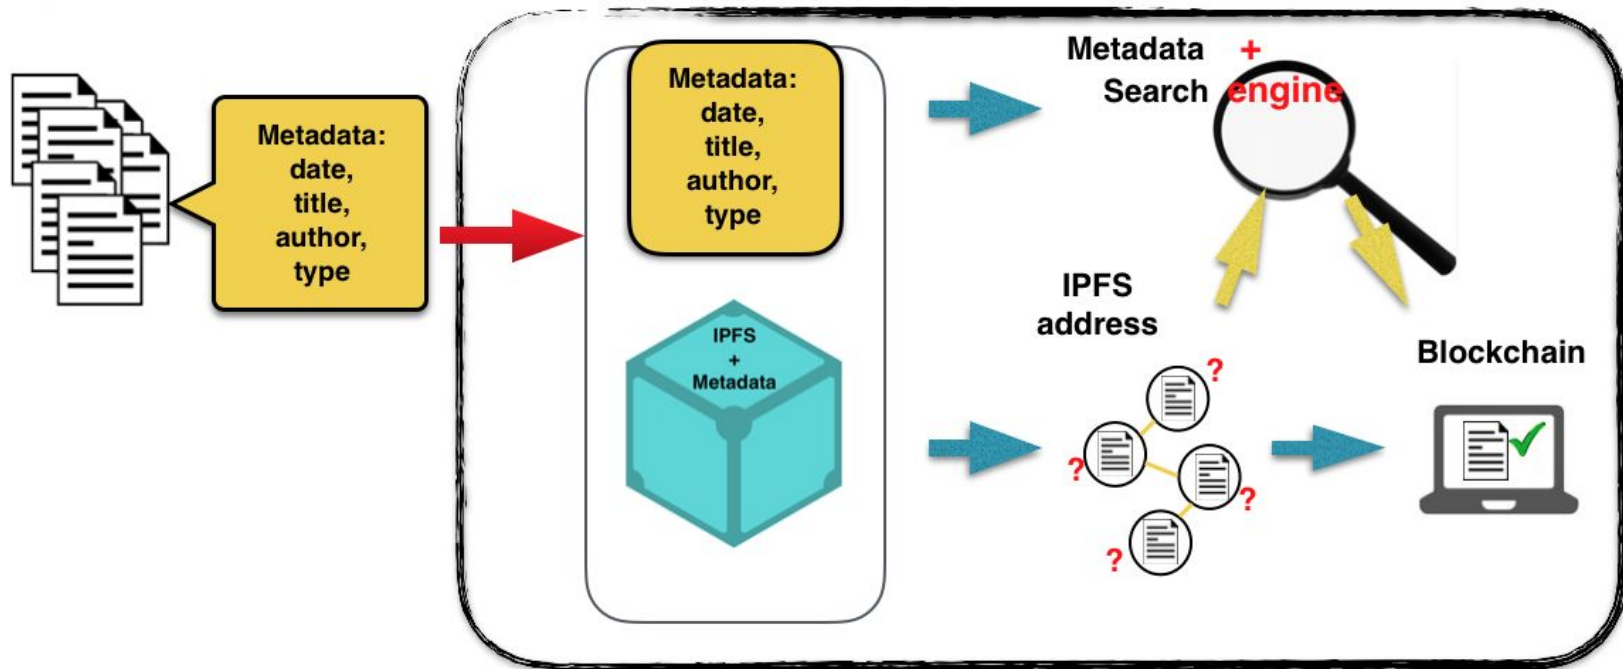 Metadata:
date,
title,
author,
type
Metadata:
date,
title,
author,
type
IPFS
+
Metadata
Metadata +
Search engine
IPFS
address
?
?
?
?
Blockchain